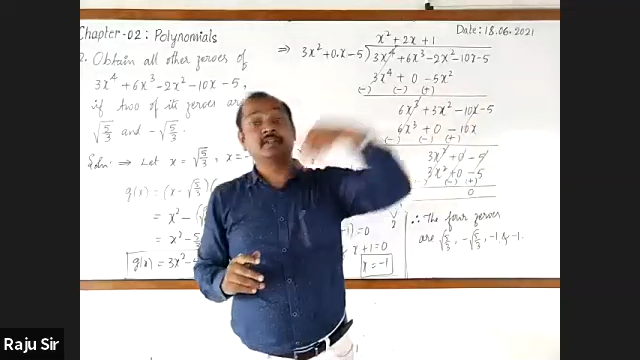 Chapter-02: Polynomials
Date: 18.06.2021
2. Obtain all other zeroes of
3x⁴ + 6x³ - 2x² - 10x - 5,
if two of its zeroes are
√5/3 and -√5/3.
Soln: ⇒ Let x = √5/3, x = -
g(x) = (x - √5/3)(
= x² - (√
= x² - 5
g(x) = 3x² -
x² + 2x + 1
⇒ 3x² + 0.x - 5) 3x⁴ + 6x³ - 2x² - 10x - 5
3x⁴ + 0 - 5x²
(-) (-) (+)
6x³ + 3x² - 10x - 5
6x³ + 0 - 10x
(-) (-) (+)
3x² + 0 - 5
3x² + 0 - 5
(-) (+)
0
)=0
x+1=0
x = -1
∴ The four zeroes
are √5/3, -√5/3, -1 & -1.
Raju Sir